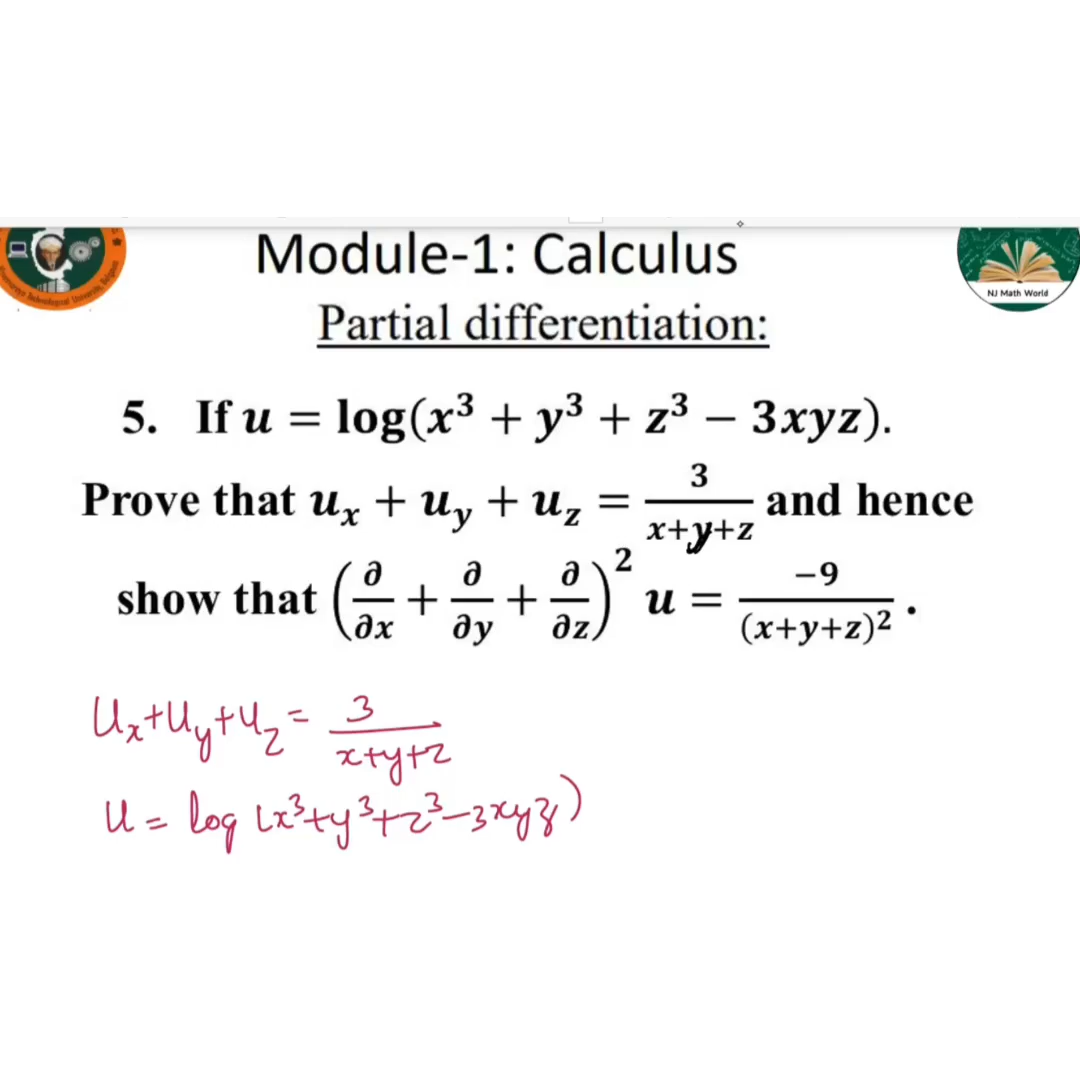 Module-1: Calculus
NJ Math World
Partial differentiation:
5. If u = log(x³ + y³ + z³ − 3xyz).
Prove that uₓ + u_y + u_z = 3/(x+y+z) and hence
show that (∂/∂x + ∂/∂y + ∂/∂z)² u = −9/(x+y+z)² .
Uₓ+U_y+U_z = 3/(x+y+z)
U = log (x³+y³+z³−3xyz)